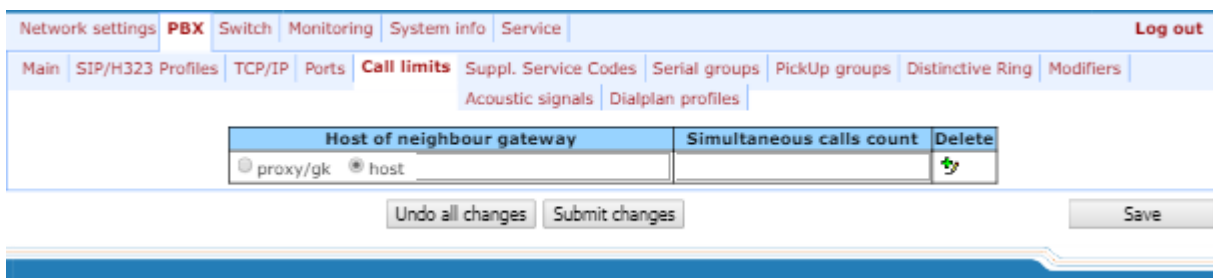 Network settings PBX Switch Monitoring System info Service Log out
Main SIP/H323 Profiles TCP/IP Ports Call limits Suppl. Service Codes Serial groups PickUp groups Distinctive Ring Modifiers
Acoustic signals Dialplan profiles
Host of neighbour gateway Simultaneous calls count Delete
proxy/gk host
Undo all changes Submit changes Save